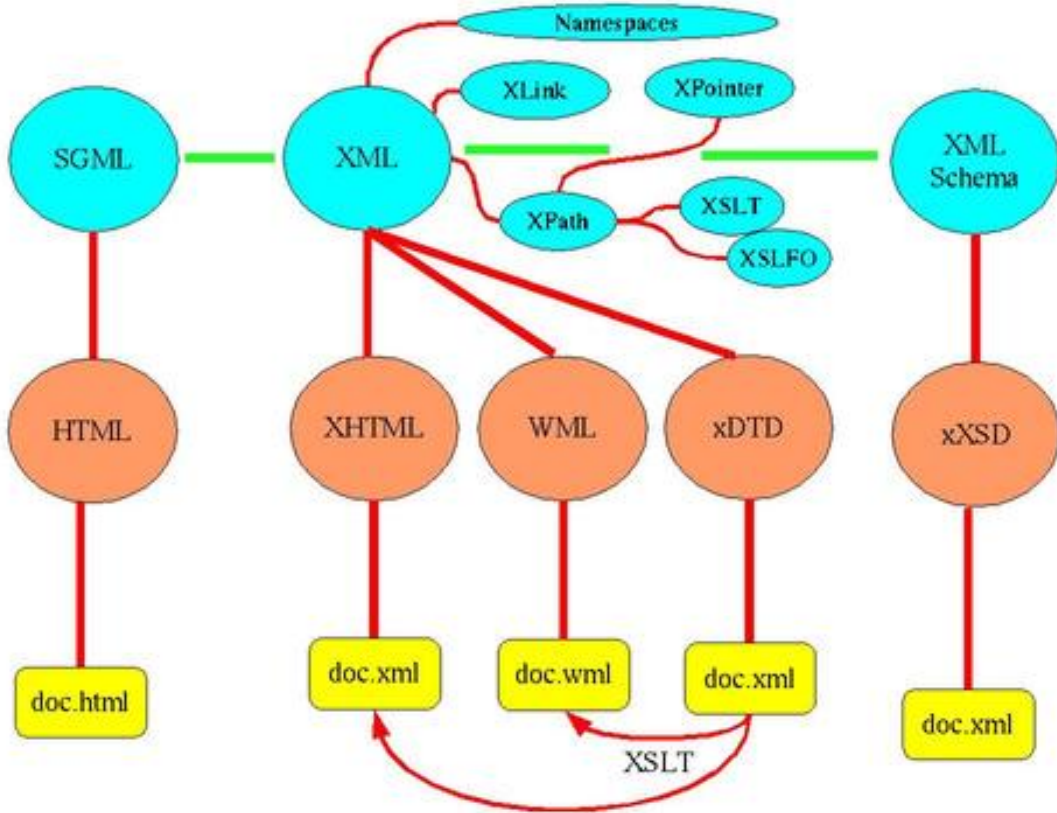 Namespaces
XLink
XPointer
SGML
XML
XML
Schema
XPath
XSLT
XSLFO
HTML
XHTML
WML
xDTD
xXSD
doc.html
doc.xml
doc.wml
doc.xml
doc.xml
XSLT